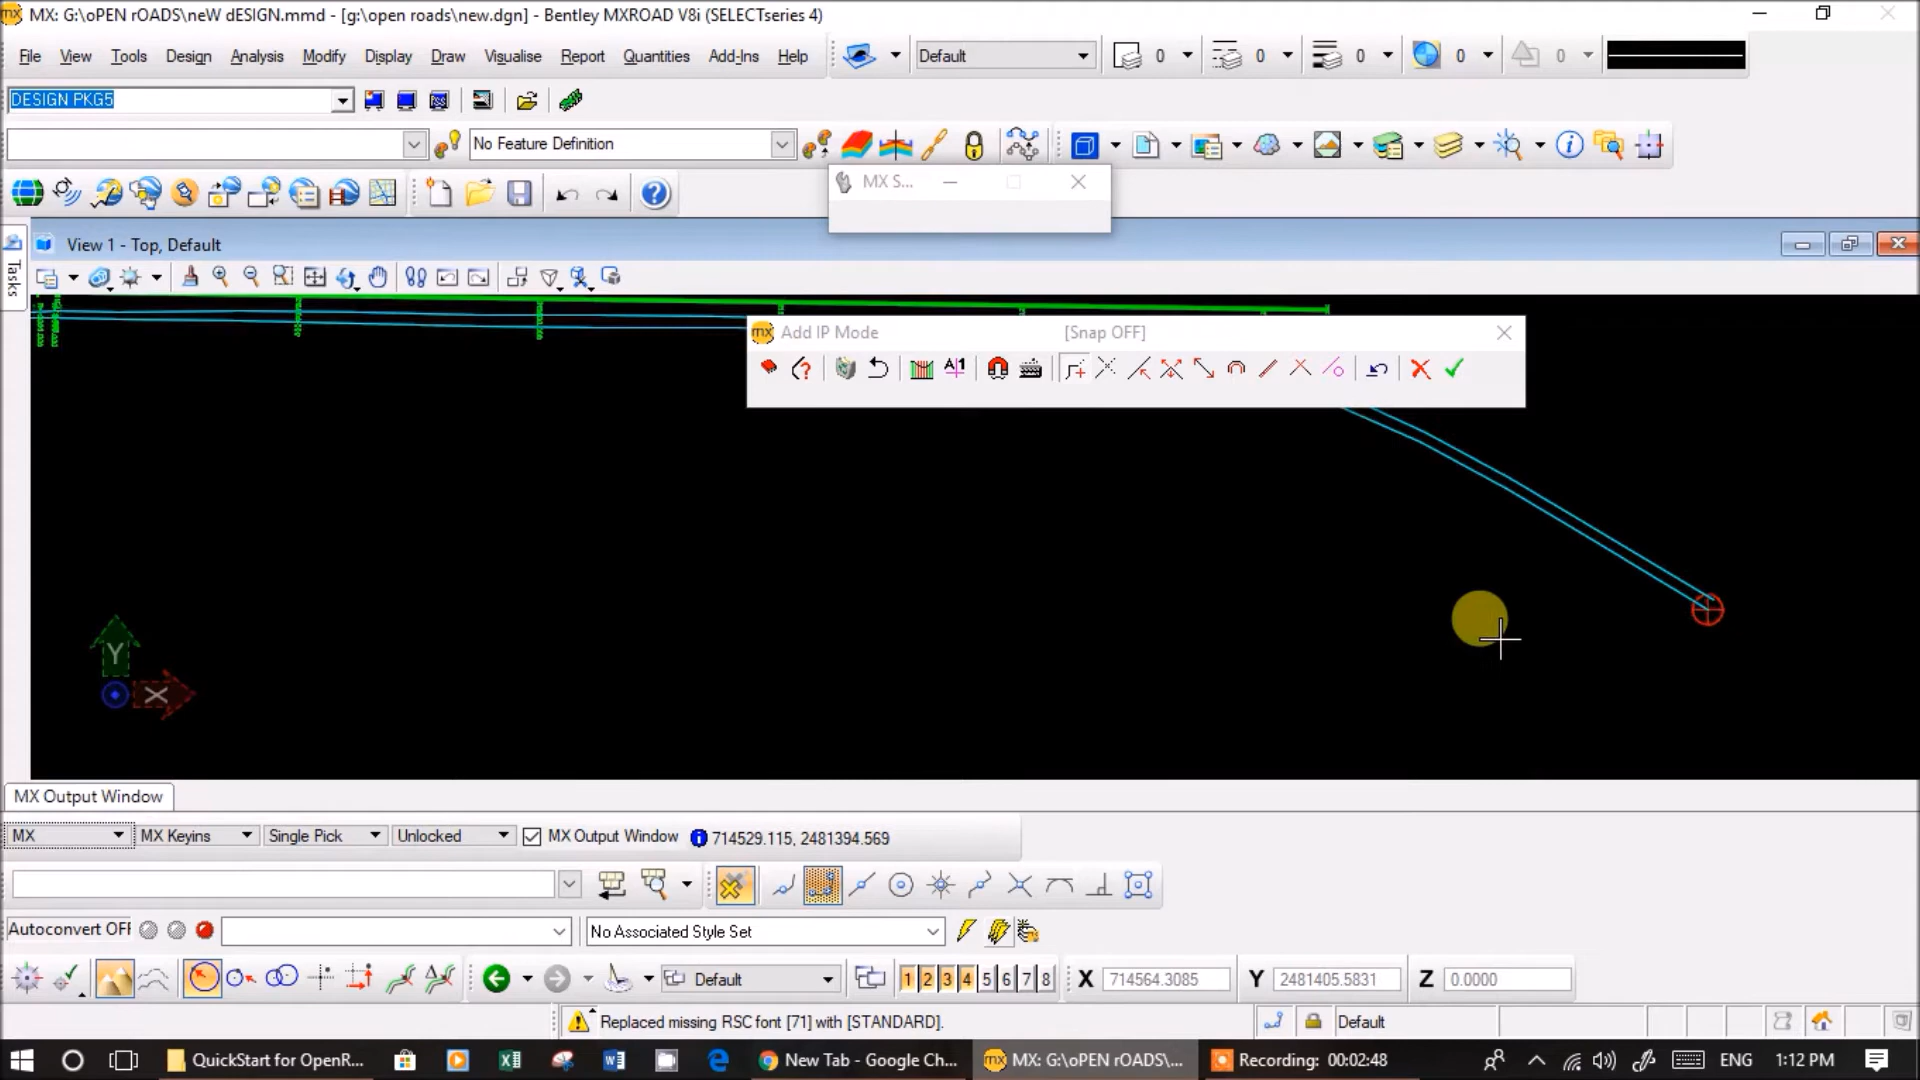 MX: G:\oPEN rOADS\neW dESIGN.mmd - [g:\open roads\new.dgn] - Bentley MXROAD V8i (SELECTseries 4)
File View Tools Design Analysis Modify Display Draw Visualise Report Quantities Add-Ins Help Default 0 0 0 0 0
DESIGN PKG5
No Feature Definition
MX S...
View 1 - Top, Default
Tasks
Add IP Mode [Snap OFF]
Y
X
MX Output Window
MX MX Keyins Single Pick Unlocked MX Output Window 714529.115, 2481394.569
Autoconvert OFF No Associated Style Set
Default 1 2 3 4 5 6 7 8 X 714564.3085 Y 2481405.5831 Z 0.0000
Replaced missing RSC font [71] with [STANDARD]. Default
QuickStart for OpenR... New Tab - Google Ch... MX: G:\oPEN rOADS\... Recording: 00:02:48 ENG 1:12 PM